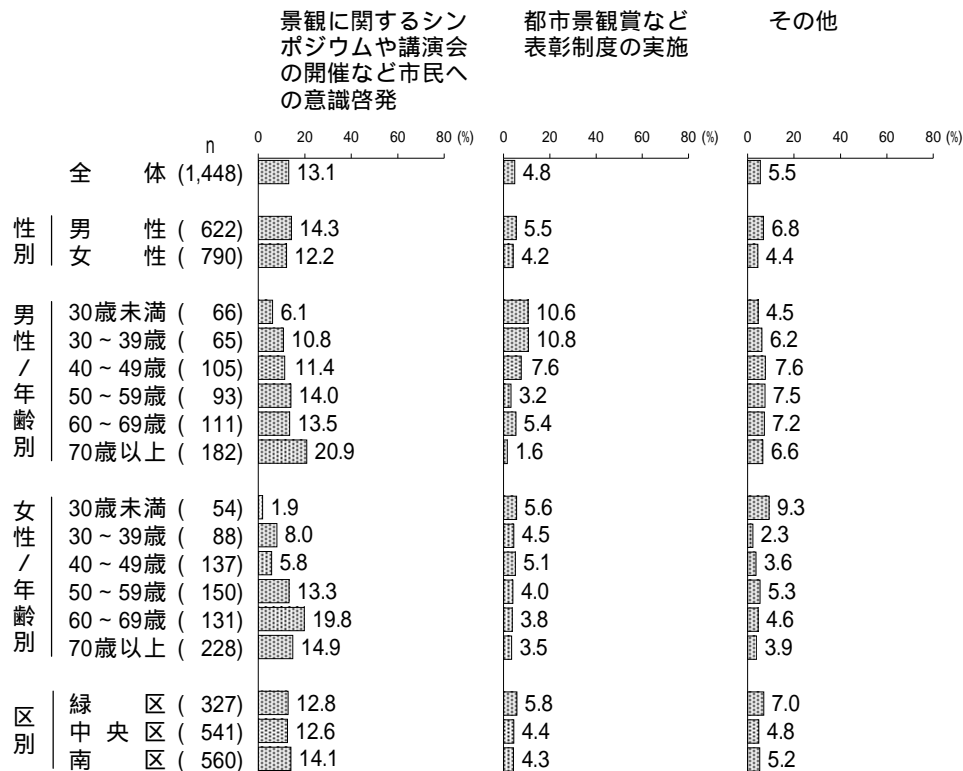 景観に関するシン
ポジウムや講演会
の開催など市民へ
の意識啓発
都市景観賞など
表彰制度の実施
その他
n
0 20 40 60 80 (%)
0 20 40 60 80 (%)
0 20 40 60 80 (%)
全体 (1,448) 13.1 4.8 5.5
性別
男性 ( 622) 14.3 5.5 6.8
女性 ( 790) 12.2 4.2 4.4
男性/年齢別
30歳未満 ( 66) 6.1 10.6 4.5
30~39歳 ( 65) 10.8 10.8 6.2
40~49歳 ( 105) 11.4 7.6 7.6
50~59歳 ( 93) 14.0 3.2 7.5
60~69歳 ( 111) 13.5 5.4 7.2
70歳以上 ( 182) 20.9 1.6 6.6
女性/年齢別
30歳未満 ( 54) 1.9 5.6 9.3
30~39歳 ( 88) 8.0 4.5 2.3
40~49歳 ( 137) 5.8 5.1 3.6
50~59歳 ( 150) 13.3 4.0 5.3
60~69歳 ( 131) 19.8 3.8 4.6
70歳以上 ( 228) 14.9 3.5 3.9
区別
緑区 ( 327) 12.8 5.8 7.0
中央区 ( 541) 12.6 4.4 4.8
南区 ( 560) 14.1 4.3 5.2